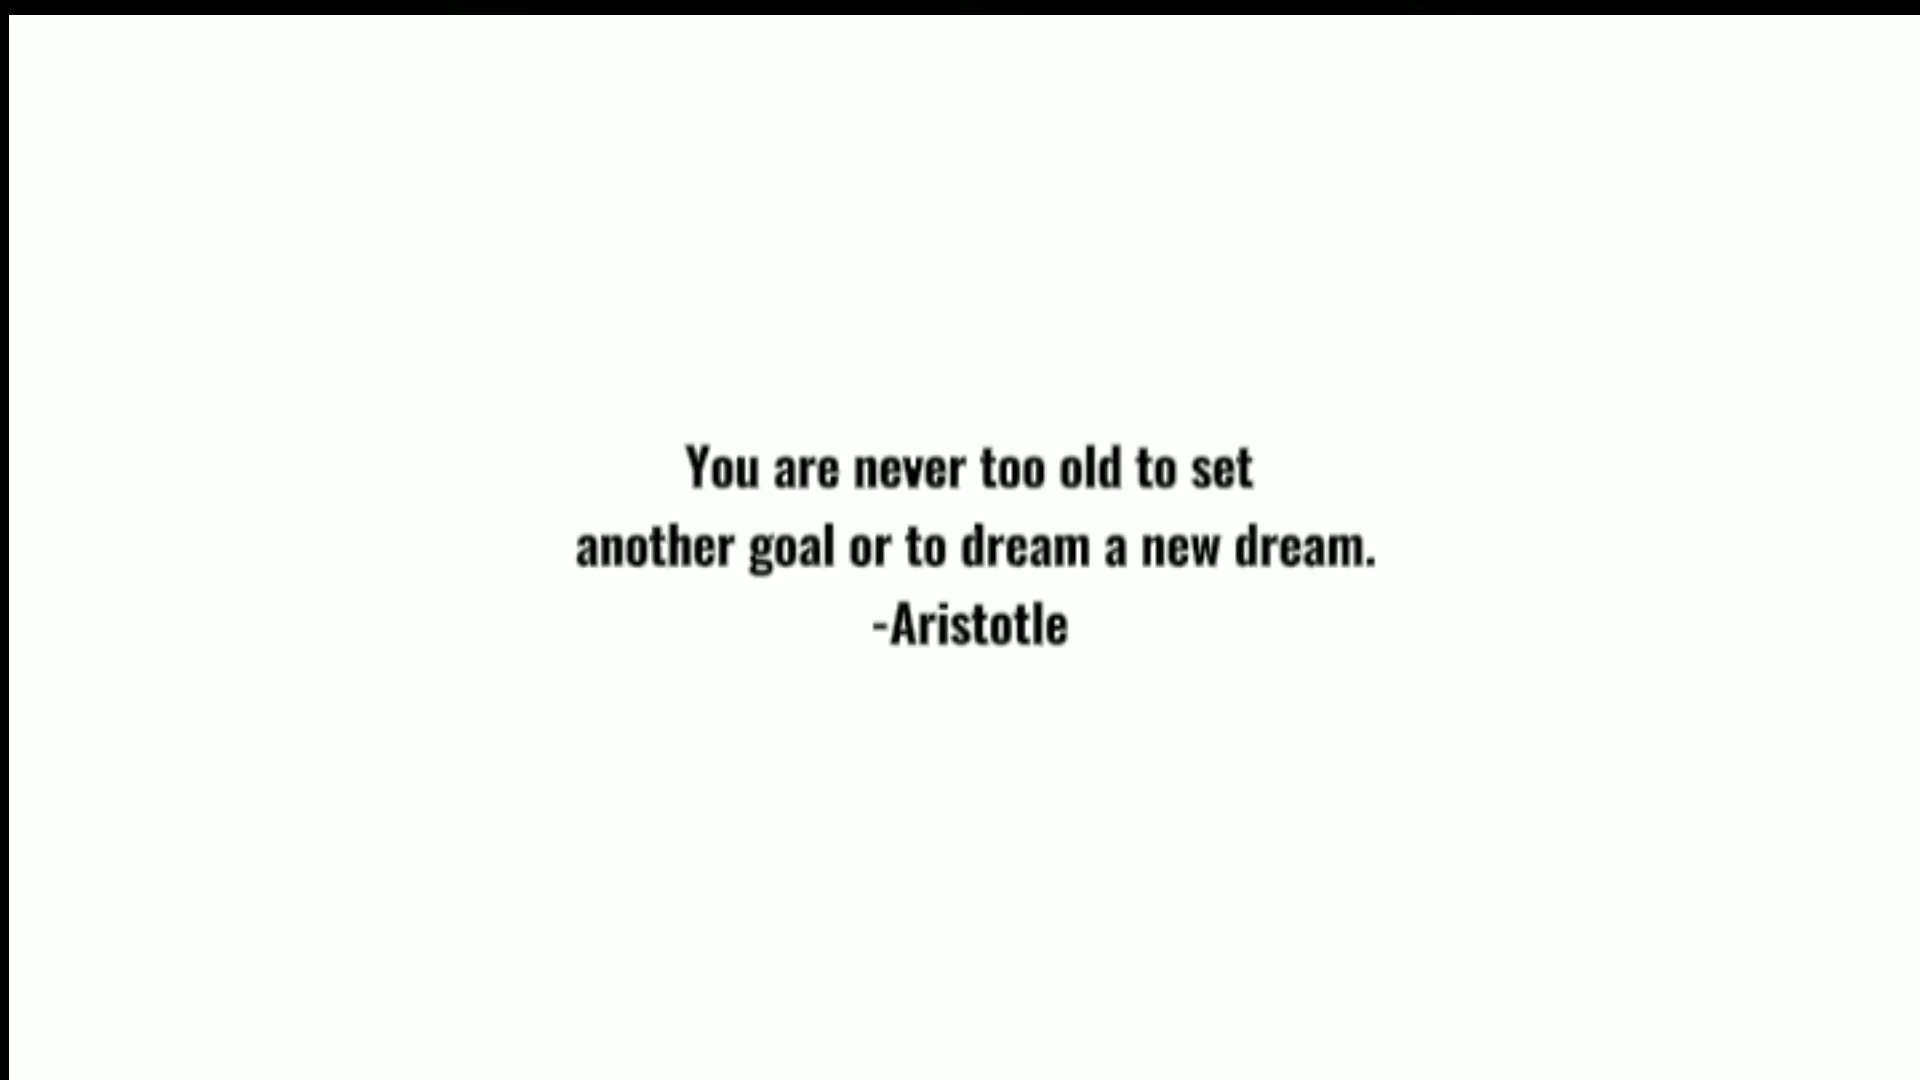 You are never too old to set
another goal or to dream a new dream.
-Aristotle